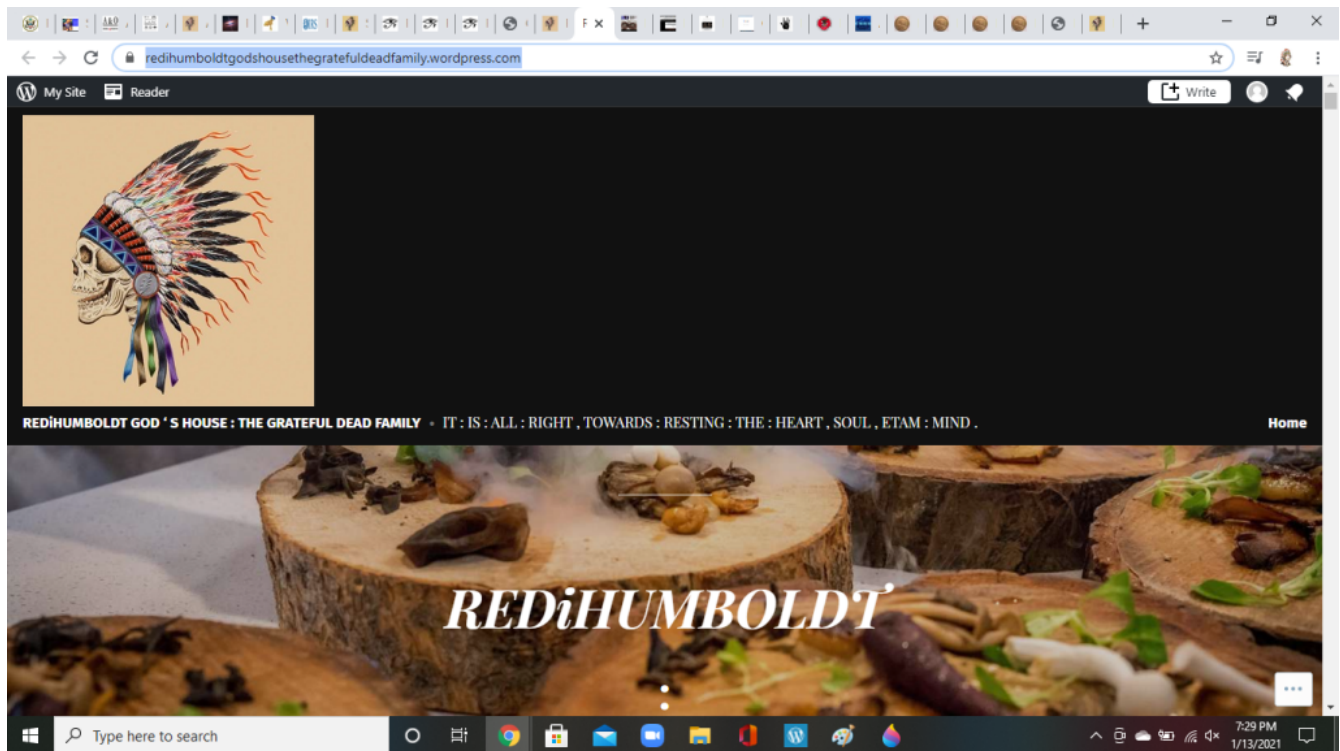 redihumboldtgodshousethegratefuldeadfamily.wordpress.com
My Site Reader Write
REDiHUMBOLDT GOD ‘ S HOUSE : THE GRATEFUL DEAD FAMILY IT : IS : ALL : RIGHT , TOWARDS : RESTING : THE : HEART , SOUL , ETAM : MIND . Home
REDiHUMBOLDT
Type here to search
7:29 PM
1/13/2021